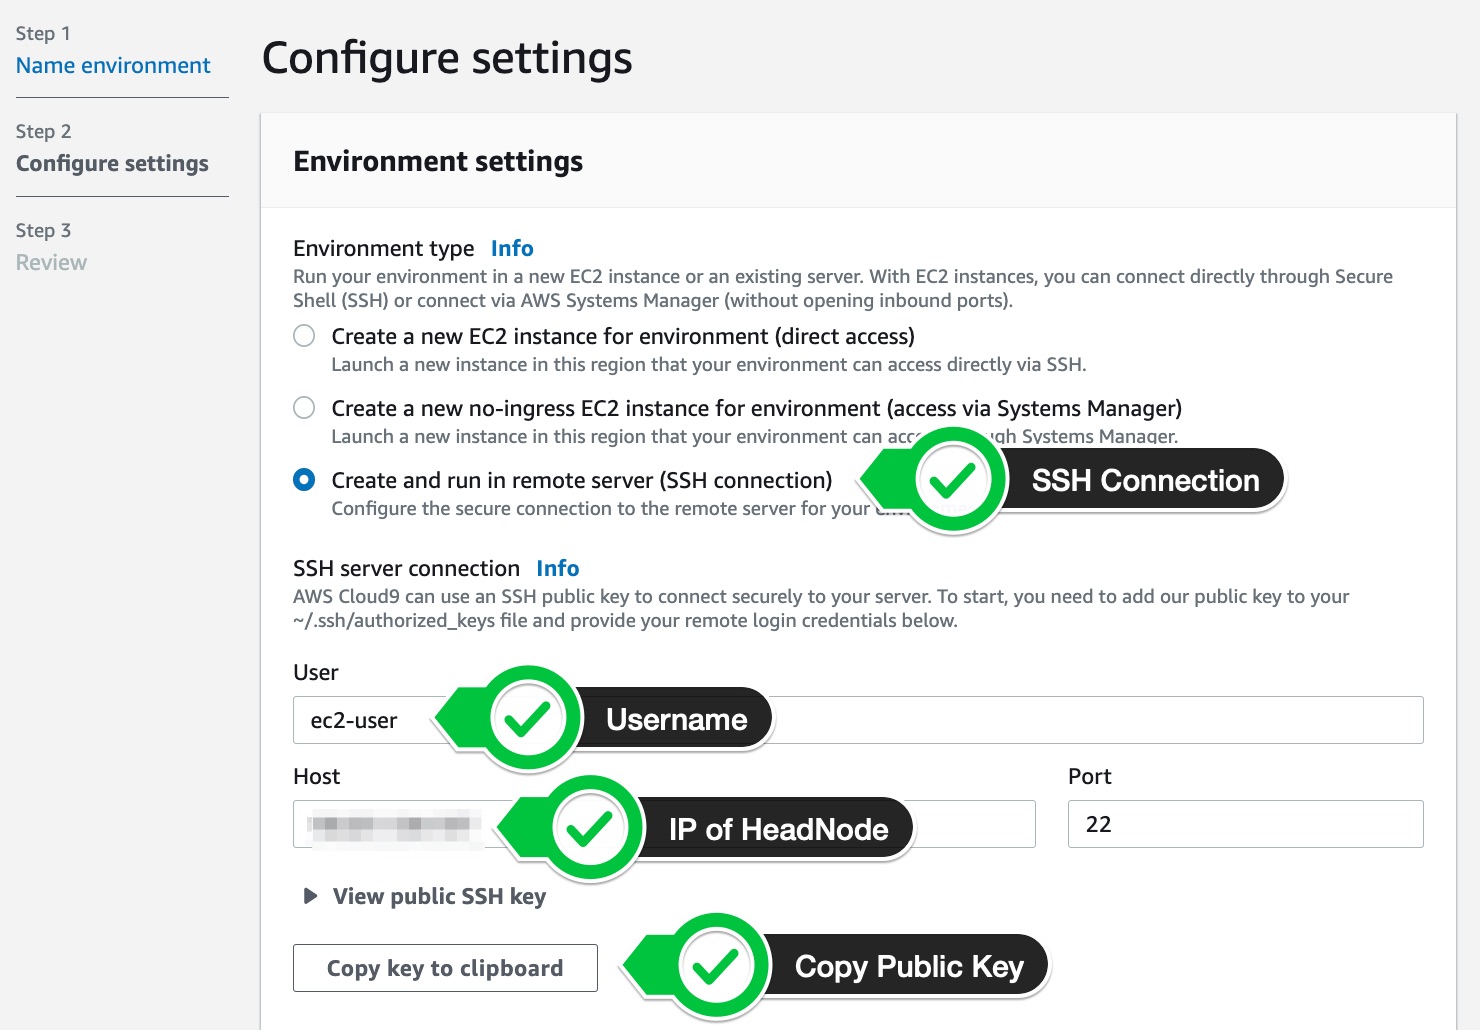 Step 1
Name environment
Step 2
Configure settings
Step 3
Review
Configure settings
Environment settings
Environment type Info
Run your environment in a new EC2 instance or an existing server. With EC2 instances, you can connect directly through Secure
Shell (SSH) or connect via AWS Systems Manager (without opening inbound ports).
Create a new EC2 instance for environment (direct access)
Launch a new instance in this region that your environment can access directly via SSH.
Create a new no-ingress EC2 instance for environment (access via Systems Manager)
Launch a new instance in this region that your environment can Systems Manager.
Create and run in remote server (SSH connection)
SSH Connection
Configure the secure connection to the remote server for your
SSH server connection Info
AWS Cloud9 can use an SSH public key to connect securely to your server. To start, you need to add our public key to your
~/.ssh/authorized_keys file and provide your remote login credentials below.
User
ec2-user
Username
Host
IP of HeadNode
Port
22
View public SSH key
Copy key to clipboard
Copy Public Key